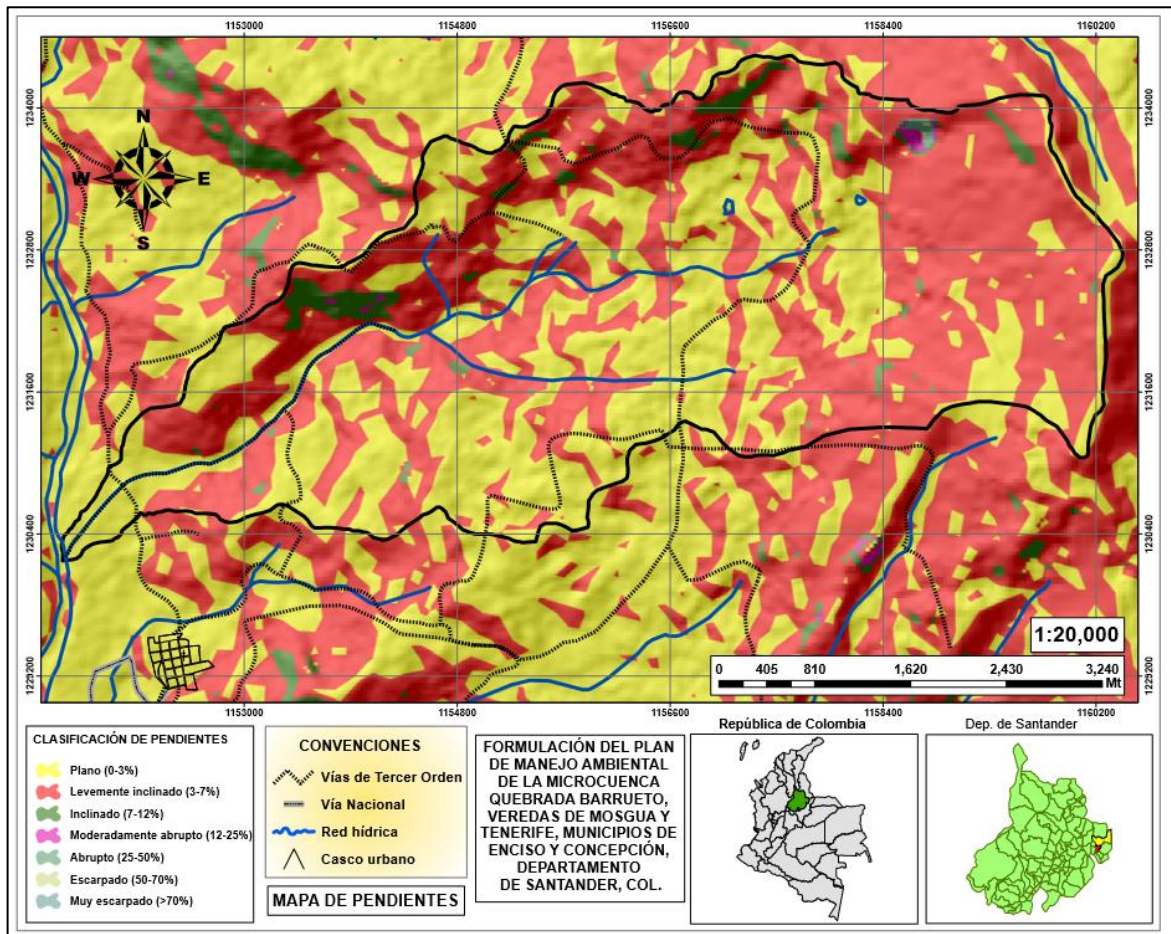 1153000 1154800 1156600 1158400 1160200
1234000
1232800
1231600
1230400
1229200
1234000
1232800
1231600
1230400
1229200
N
W E
S
1:20,000
0 405 810 1,620 2,430 3,240
Mt
1153000 1154800 1156600 1158400 1160200
CLASIFICACIÓN DE PENDIENTES
Plano (0-3%)
Levemente inclinado (3-7%)
Inclinado (7-12%)
Moderadamente abrupto (12-25%)
Abrupto (25-50%)
Escarpado (50-70%)
Muy escarpado (>70%)
CONVENCIONES
Vías de Tercer Orden
Vía Nacional
Red hídrica
Casco urbano
MAPA DE PENDIENTES
FORMULACIÓN DEL PLAN
DE MANEJO AMBIENTAL
DE LA MICROCUENCA
QUEBRADA BARRUETO,
VEREDAS DE MOSGUA Y
TENERIFE, MUNICIPIOS DE
ENCISO Y CONCEPCIÓN,
DEPARTAMENTO
DE SANTANDER, COL.
República de Colombia
Dep. de Santander